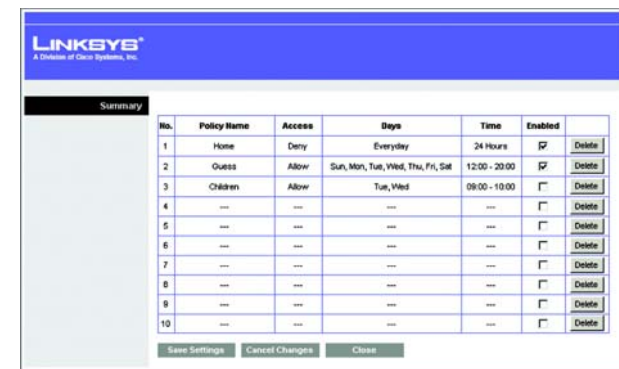 LINKSYS®
A Division of Cisco Systems, Inc.
Summary
No. Policy Name Access Days Time Enabled
1 Home Deny Everyday 24 Hours Delete
2 Guess Allow Sun, Mon, Tue, Wed, Thu, Fri, Sat 12:00 - 20:00 Delete
3 Children Allow Tue, Wed 09:00 - 10:00 Delete
4 --- --- --- --- Delete
5 --- --- --- --- Delete
6 --- --- --- --- Delete
7 --- --- --- --- Delete
8 --- --- --- --- Delete
9 --- --- --- --- Delete
10 --- --- --- --- Delete
Save Settings Cancel Changes Close